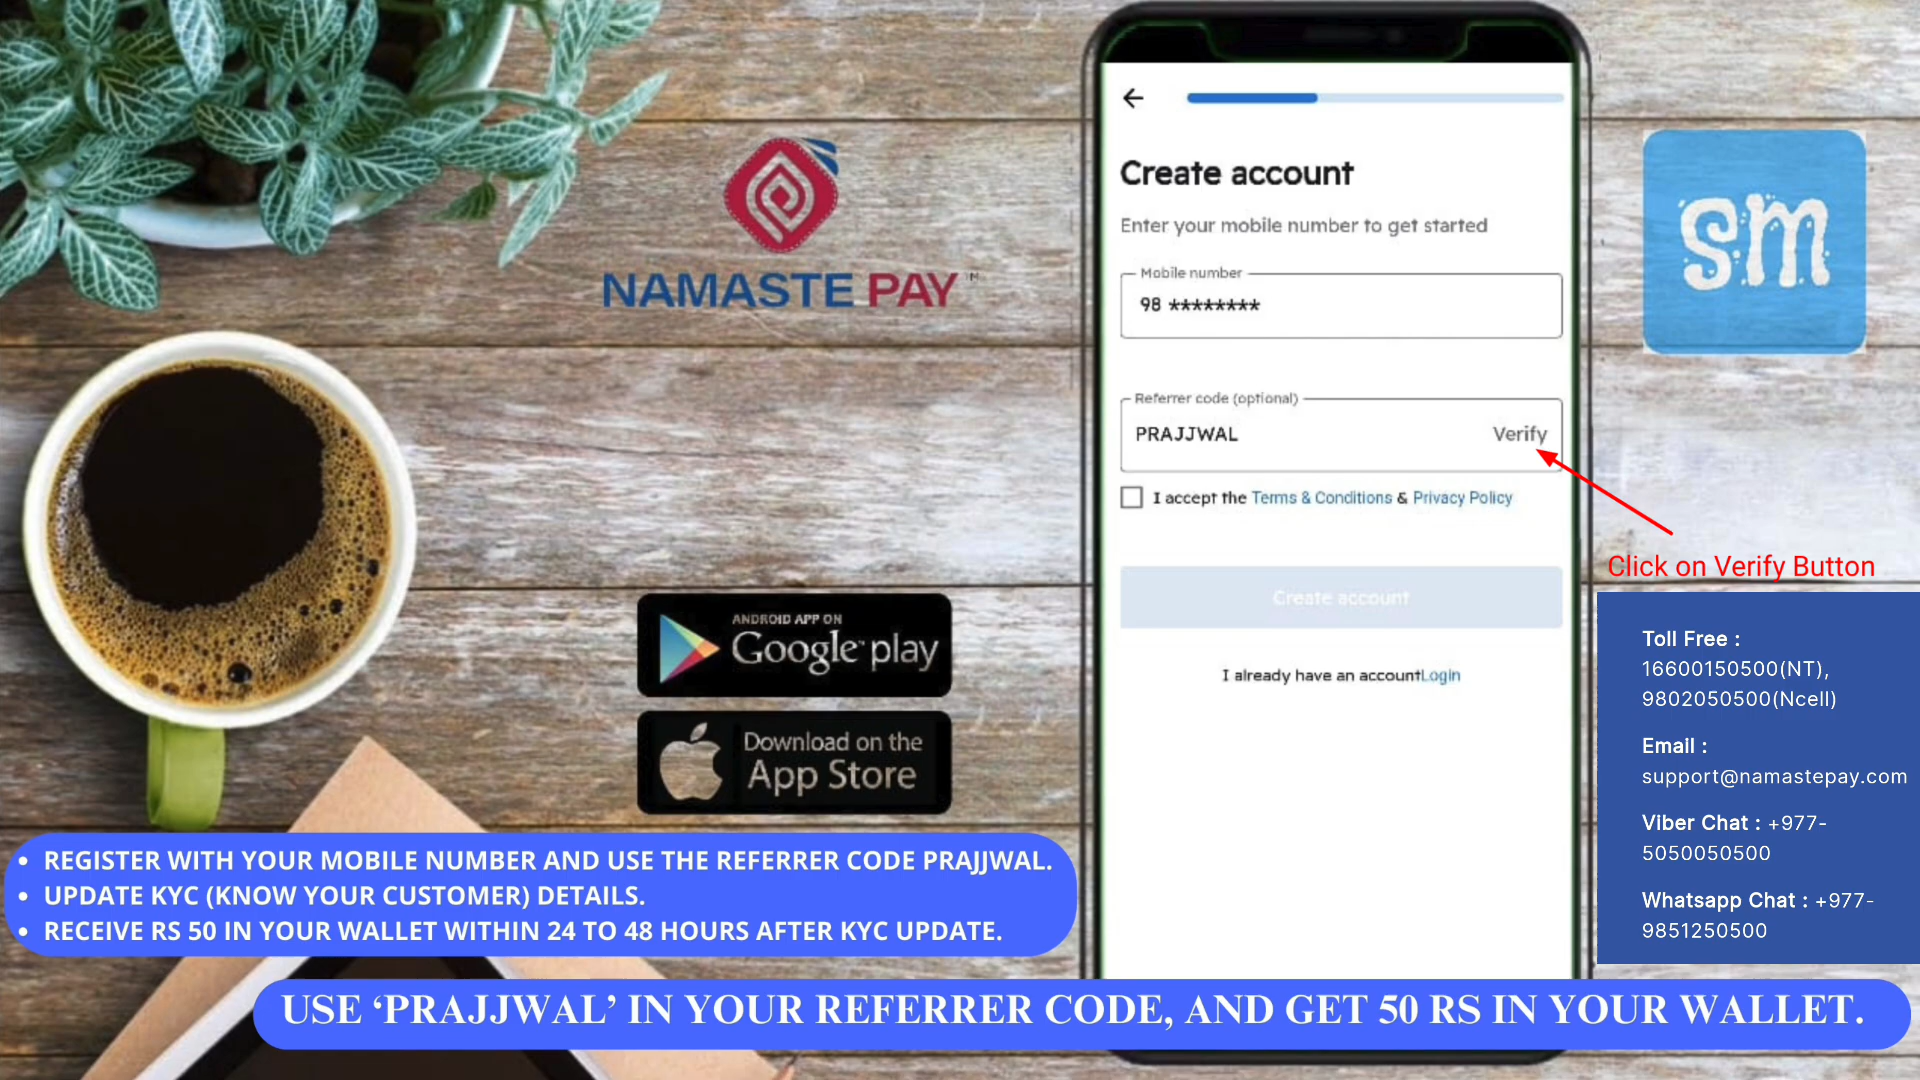 NAMASTE PAY
TM
ANDROID APP ON
Google play
Download on the
App Store
Create account
Enter your mobile number to get started
Mobile number
98 ********
Referrer code (optional)
PRAJJWAL
Verify
I accept the Terms & Conditions & Privacy Policy
Create account
I already have an accountLogin
sm
Click on Verify Button
Toll Free :
16600150500(NT),
9802050500(Ncell)
Email :
support@namastepay.com
Viber Chat : +977-
5050050500
Whatsapp Chat : +977-
9851250500
• REGISTER WITH YOUR MOBILE NUMBER AND USE THE REFERRER CODE PRAJJWAL.
• UPDATE KYC (KNOW YOUR CUSTOMER) DETAILS.
• RECEIVE RS 50 IN YOUR WALLET WITHIN 24 TO 48 HOURS AFTER KYC UPDATE.
USE ‘PRAJJWAL’ IN YOUR REFERRER CODE, AND GET 50 RS IN YOUR WALLET.